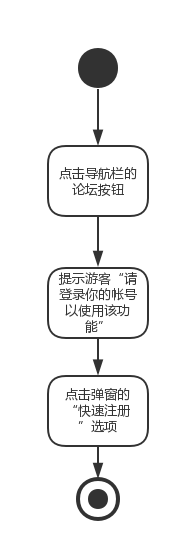 点击导航栏的
论坛按钮
提示游客“请
登录你的帐号
以使用该功
能”
点击弹窗的
“快速注册
”选项